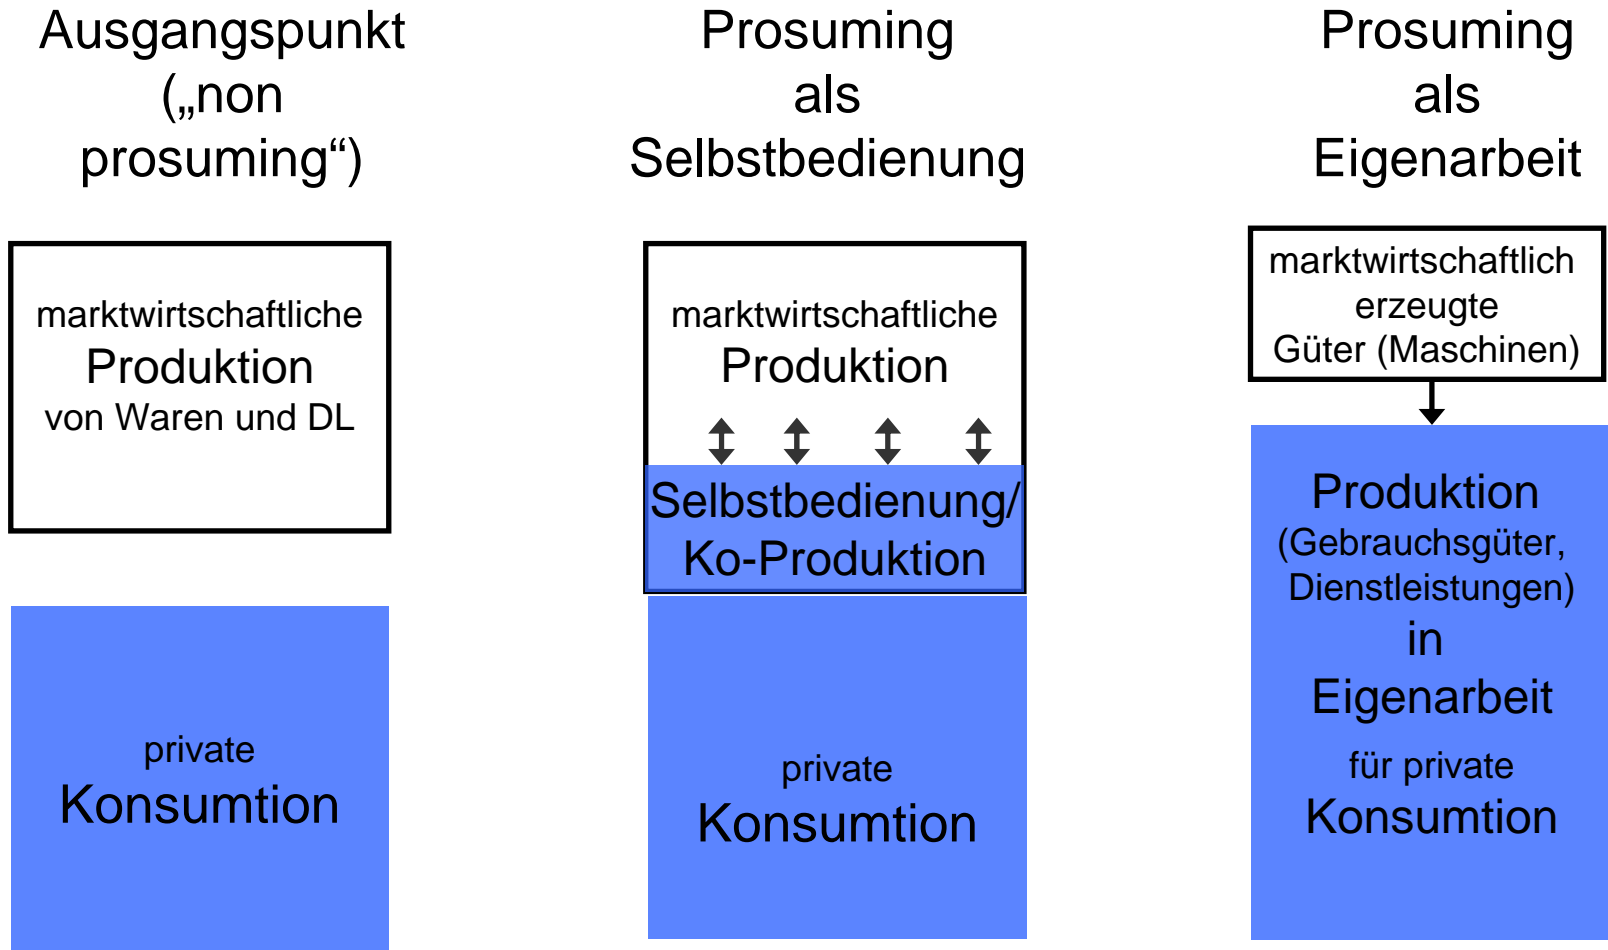 Ausgangspunkt
(„non
prosuming“)
marktwirtschaftliche
Produktion
von Waren und DL
private
Konsumtion
Prosuming
als
Selbstbedienung
marktwirtschaftliche
Produktion
Selbstbedienung/
Ko-Produktion
private
Konsumtion
Prosuming
als
Eigenarbeit
marktwirtschaftlich
erzeugte
Güter (Maschinen)
Produktion
(Gebrauchsgüter,
Dienstleistungen)
in
Eigenarbeit
für private
Konsumtion